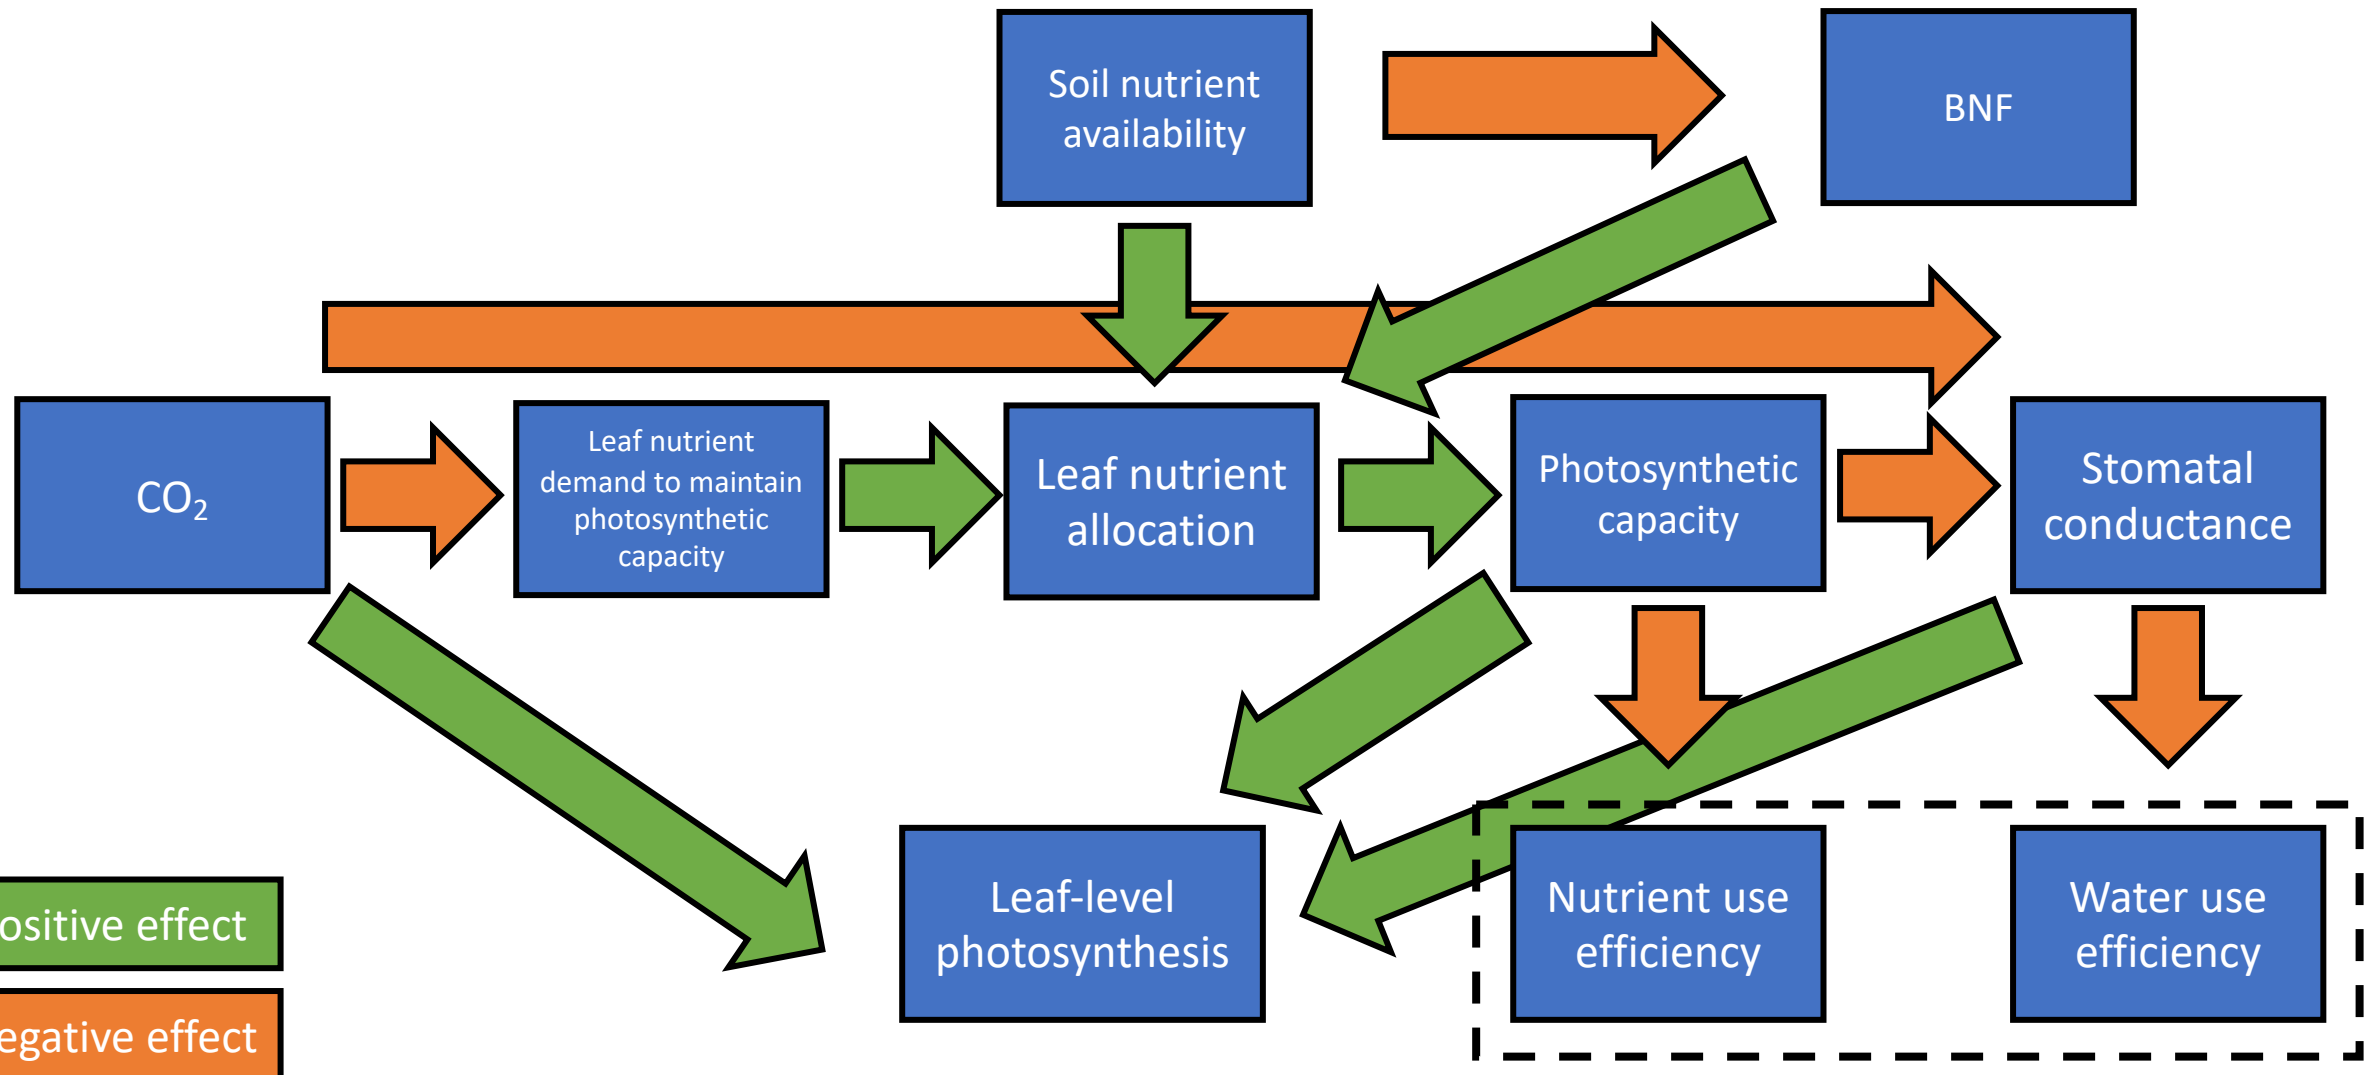 Soil nutrient
availability
BNF
CO₂
Leaf nutrient
demand to maintain
photosynthetic
capacity
Leaf nutrient
allocation
Photosynthetic
capacity
Stomatal
conductance
Leaf-level
photosynthesis
Nutrient use
efficiency
Water use
efficiency
ositive effect
egative effect